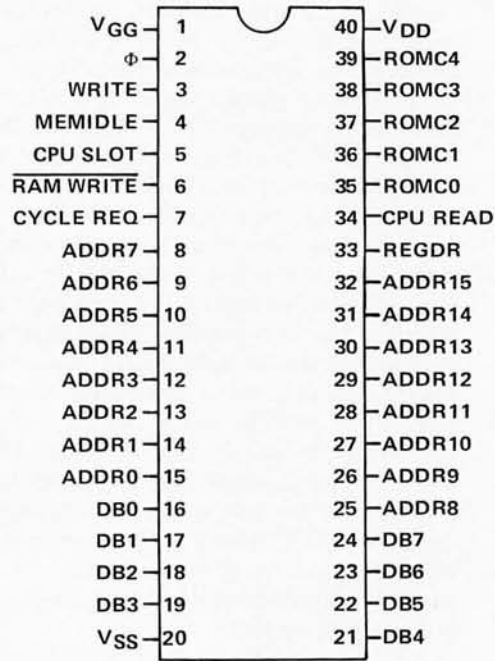 VGG 1 40 VDD
Φ 2 39 ROMC4
WRITE 3 38 ROMC3
MEMIDLE 4 37 ROMC2
CPU SLOT 5 36 ROMC1
RAM WRITE 6 35 ROMC0
CYCLE REQ 7 34 CPU READ
ADDR7 8 33 REGDR
ADDR6 9 32 ADDR15
ADDR5 10 31 ADDR14
ADDR4 11 30 ADDR13
ADDR3 12 29 ADDR12
ADDR2 13 28 ADDR11
ADDR1 14 27 ADDR10
ADDR0 15 26 ADDR9
DB0 16 25 ADDR8
DB1 17 24 DB7
DB2 18 23 DB6
DB3 19 22 DB5
VSS 20 21 DB4